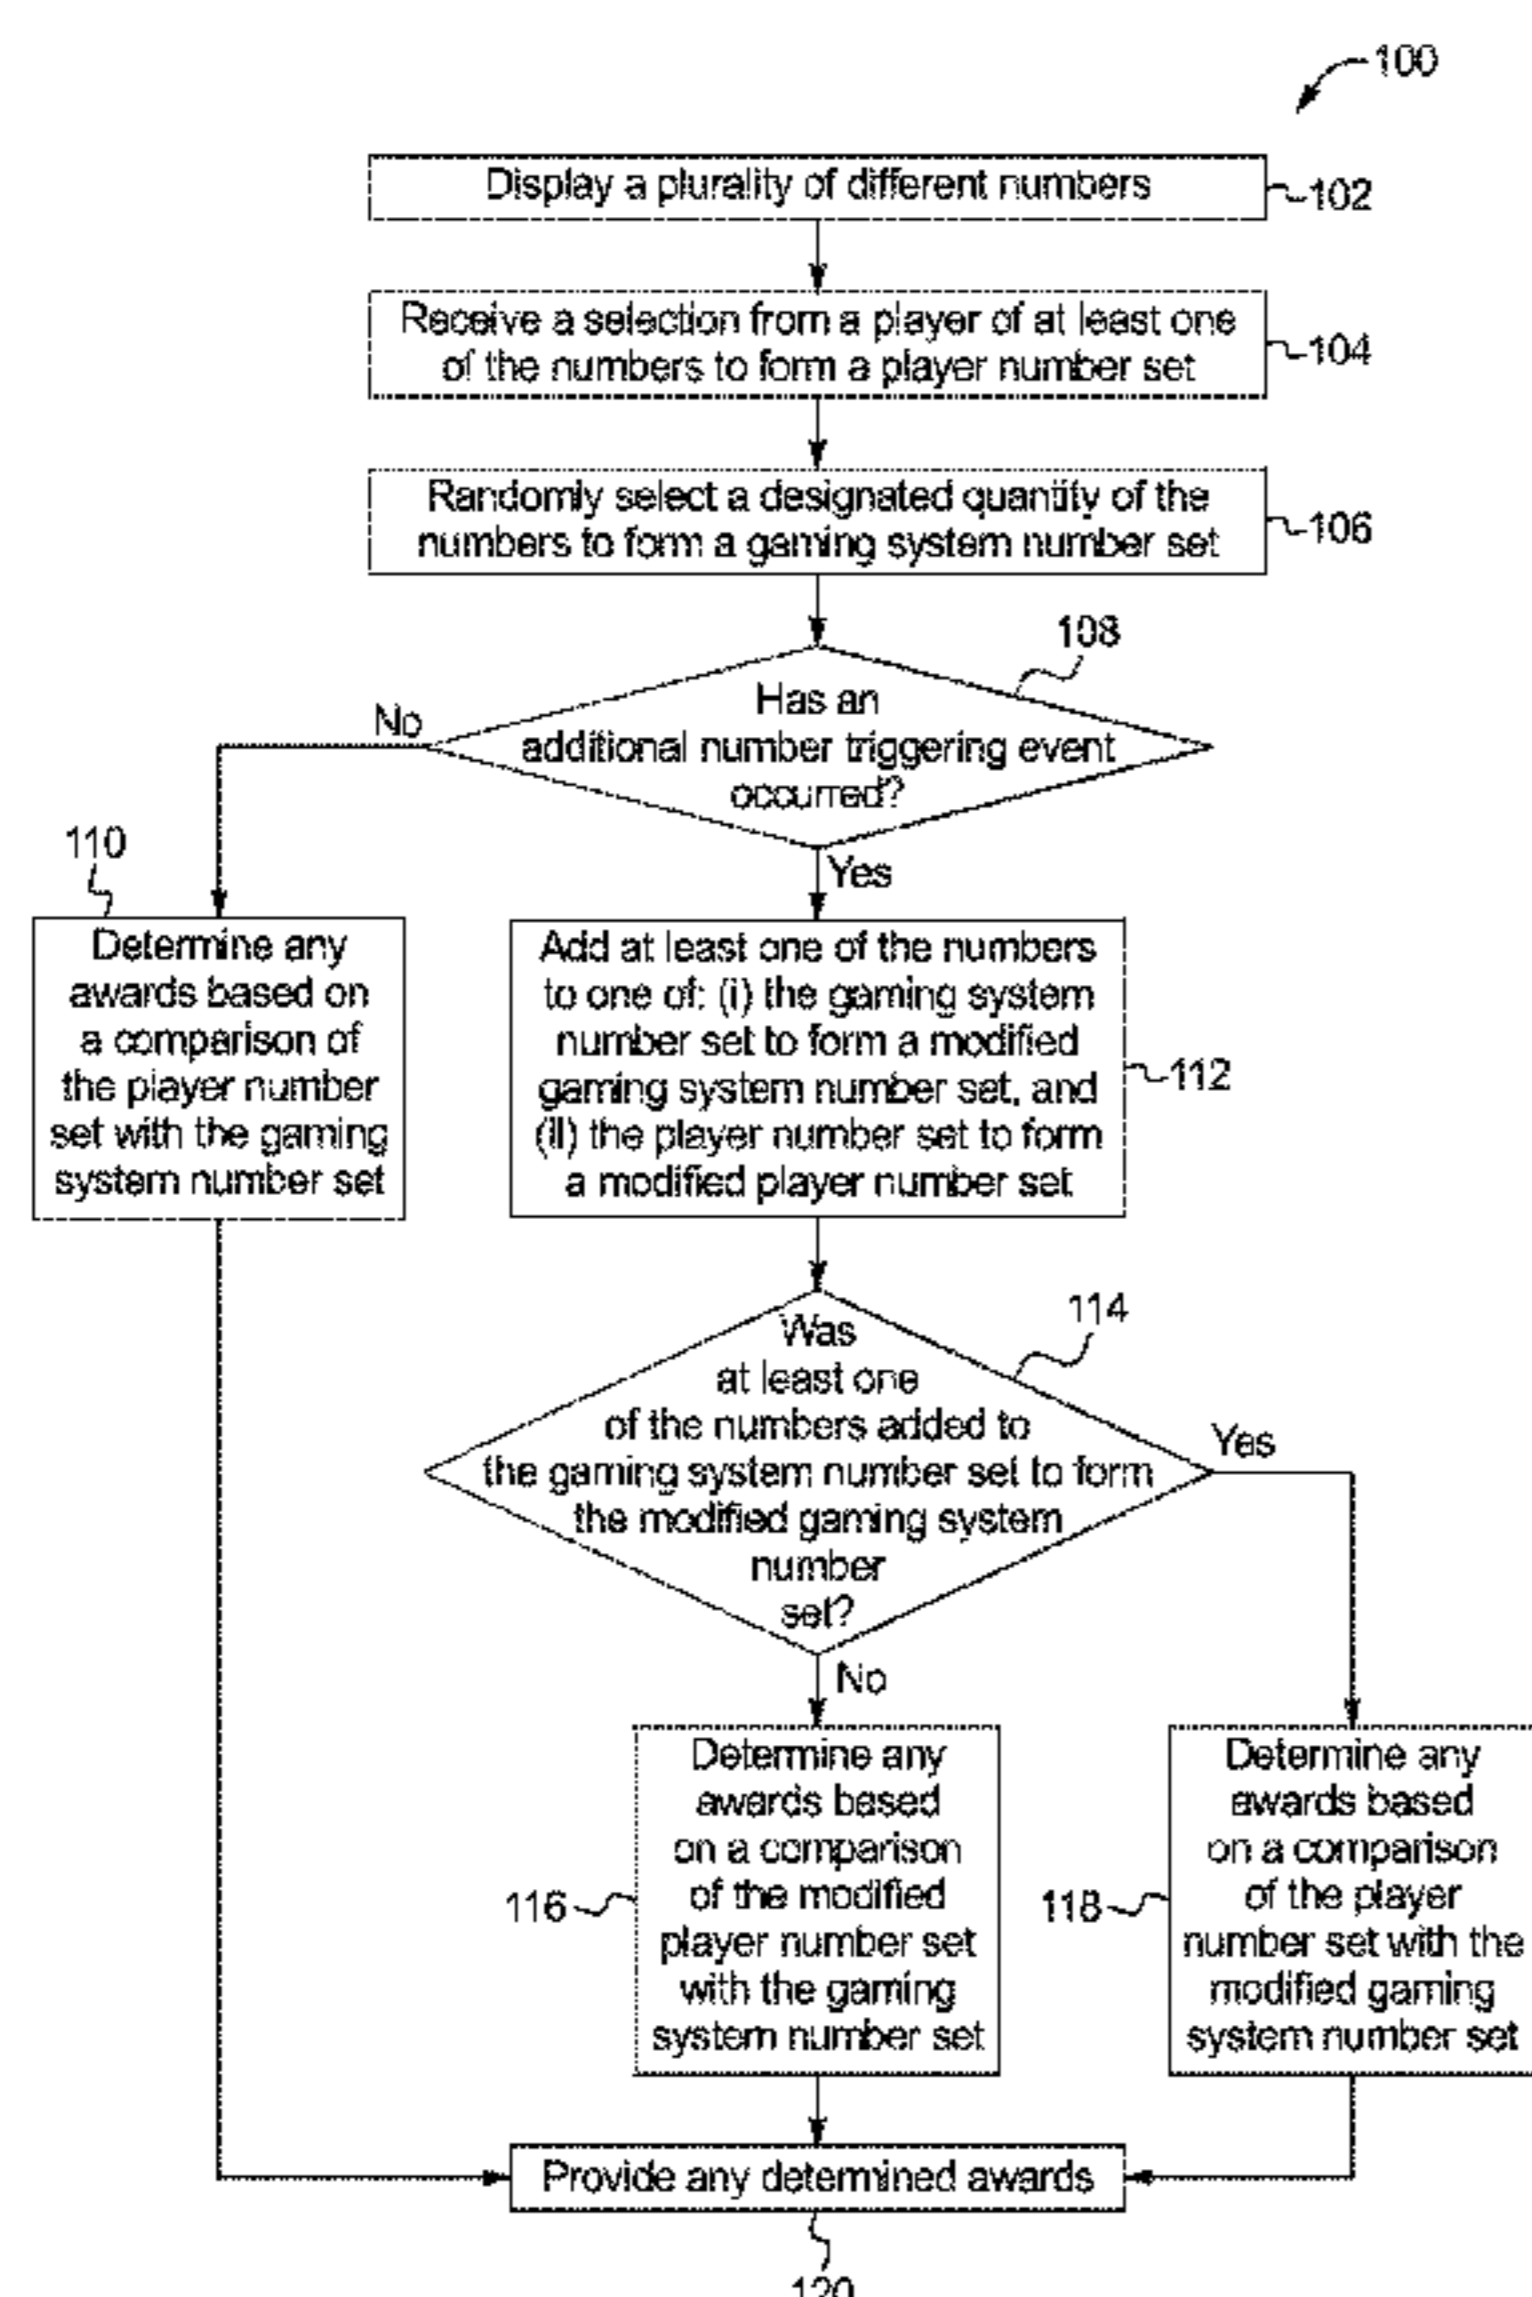 100
Display a plurality of different numbers
102
Receive a selection from a player of at least one
of the numbers to form a player number set
104
Randomly select a designated quantity of the
numbers to form a gaming system number set
106
108
Has an
additional number triggering event
occurred?
No
Yes
110
Determine any
awards based on
a comparison of
the player number
set with the gaming
system number set
Add at least one of the numbers
to one of: (i) the gaming system
number set to form a modified
gaming system number set, and
(ii) the player number set to form
a modified player number set
112
114
Was
at least one
of the numbers added to
the gaming system number set to form
the modified gaming system
number
set?
Yes
No
Determine any
awards based
on a comparison
of the modified
player number set
with the gaming
system number set
116
Determine any
awards based
on a comparison
of the player
number set with the
modified gaming
system number set
118
Provide any determined awards
120